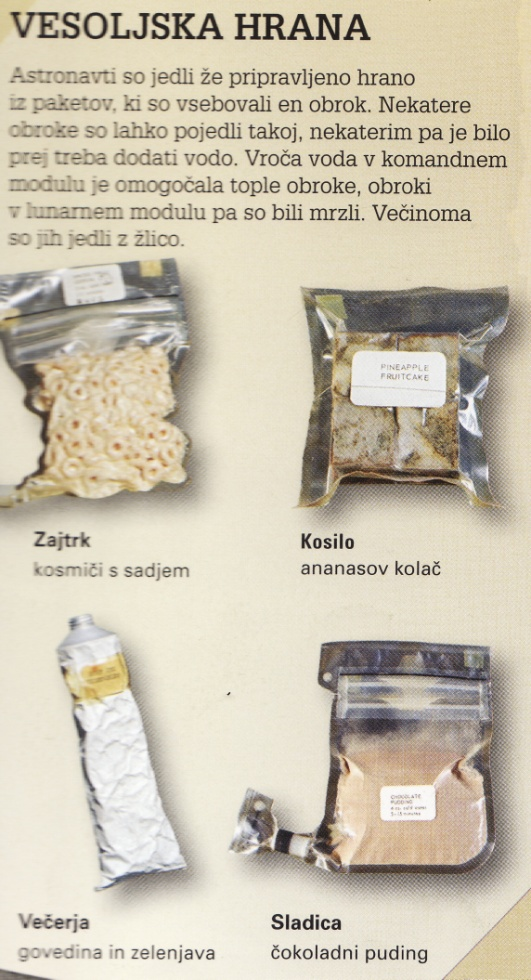 VESOLJSKA HRANA
Astronavti so jedli že pripravljeno hrano
iz paketov, ki so vsebovali en obrok. Nekatere
obroke so lahko pojedli takoj, nekaterim pa je bilo
prej treba dodati vodo. Vroča voda v komandnem
modulu je omogočala tople obroke, obroki
v lunarnem modulu pa so bili mrzli. Večinoma
so jih jedli z žlico.
PINEAPPLE
FRUITCAKE
Zajtrk
kosmiči s sadjem
Kosilo
ananasov kolač
CHOCOLATE
PUDDING
Večerja
govedina in zelenjava
Sladica
čokoladni puding